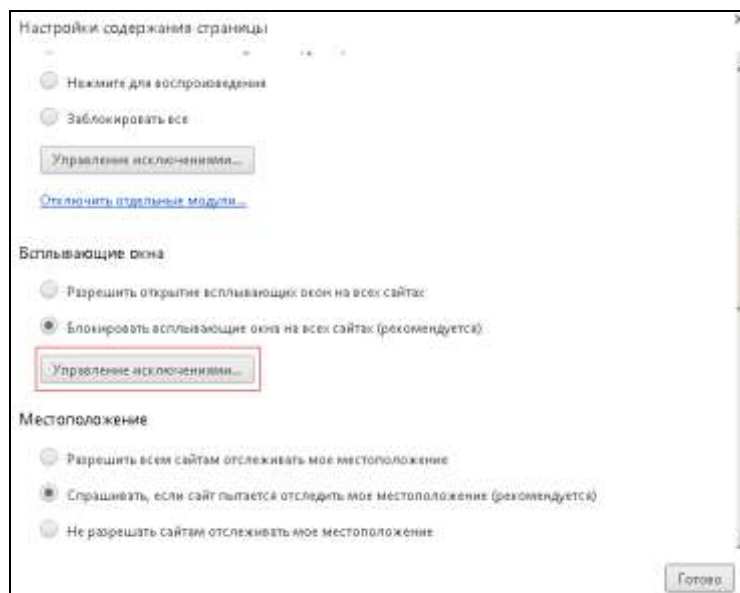 Настройки содержания страницы
Нажмите для воспроизведения
Заблокировать все
Управление исключениями...
Отключить отдельные модули...
Всплывающие окна
Разрешить открытие всплывающих окон на всех сайтах
Блокировать всплывающие окна на всех сайтах (рекомендуется)
Управление исключениями...
Местоположение
Разрешить всем сайтам отслеживать мое местоположение
Спрашивать, если сайт пытается отследить мое местоположение (рекомендуется)
Не разрешать сайтам отслеживать мое местоположение
Готово